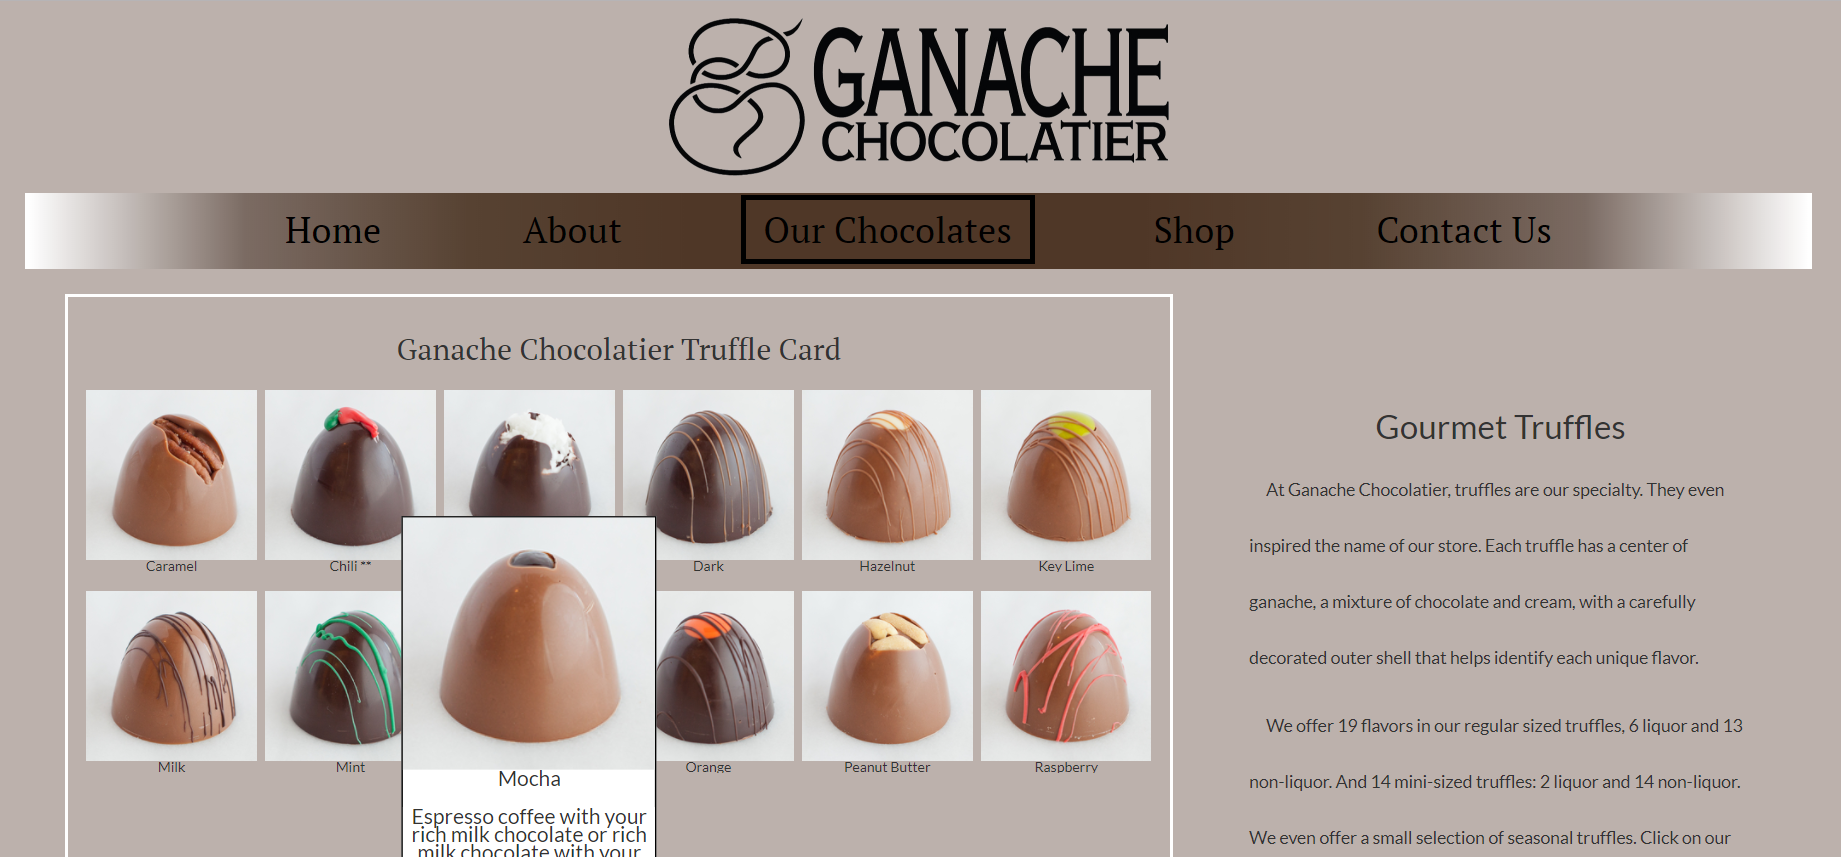 GANACHE
CHOCOLATIER
Home About Our Chocolates Shop Contact Us
Ganache Chocolatier Truffle Card
Caramel Chili ** Dark Hazelnut Key Lime
Milk Mint Orange Peanut Butter Raspberry
Mocha
Espresso coffee with your
rich milk chocolate or rich
milk chocolate with your
Gourmet Truffles
At Ganache Chocolatier, truffles are our specialty. They even
inspired the name of our store. Each truffle has a center of
ganache, a mixture of chocolate and cream, with a carefully
decorated outer shell that helps identify each unique flavor.
We offer 19 flavors in our regular sized truffles, 6 liquor and 13
non-liquor. And 14 mini-sized truffles: 2 liquor and 14 non-liquor.
We even offer a small selection of seasonal truffles. Click on our